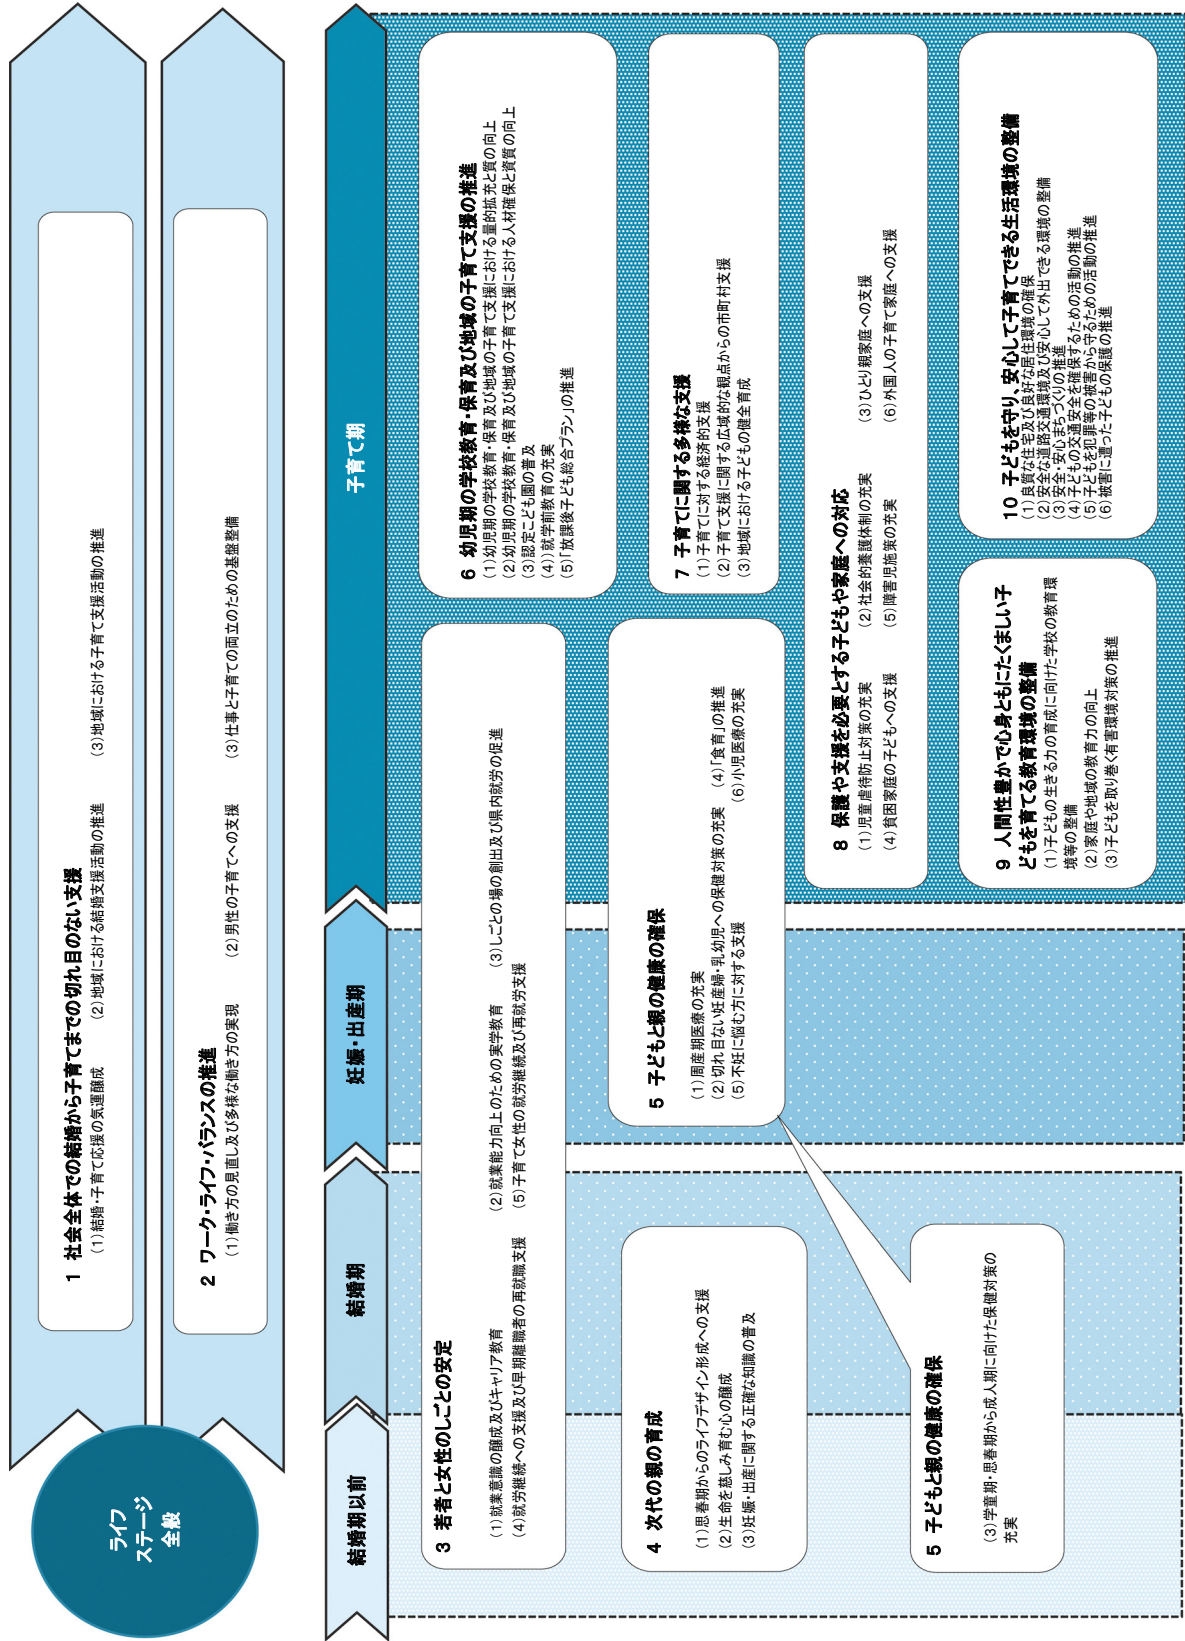 ライフ
ステージ
全般
1 社会全体での結婚から子育てまでの切れ目のない支援
(1)結婚・子育て応援の気運醸成 (2)地域における結婚支援活動の推進 (3)地域における子育て支援活動の推進
2 ワーク・ライフ・バランスの推進
(1)働き方の見直し及び多様な働き方の実現 (2)男性の子育てへの支援 (3)仕事と子育ての両立のための基盤整備
結婚期以前 結婚期 妊娠・出産期 子育て期
3 若者と女性のしごとの安定
(1)就業意識の醸成及びキャリア教育 (2)就業能力向上のための実学教育 (3)しごとの場の創出及び県内就労の促進
(4)就労継続への支援及び早期離職者の再就職支援 (5)子育て女性の就労継続及び再就労支援
4 次代の親の育成
(1)思春期からのライフデザイン形成への支援
(2)生命を慈しみ育む心の醸成
(3)妊娠・出産に関する正確な知識の普及
5 子どもと親の健康の確保
(3)学童期・思春期から成人期に向けた保健対策の
充実
5 子どもと親の健康の確保
(1)周産期医療の充実
(2)切れ目ない妊産婦・乳幼児への保健対策の充実 (4)「食育」の推進
(5)不妊に悩む方に対する支援 (6)小児医療の充実
6 幼児期の学校教育・保育及び地域の子育て支援の推進
(1)幼児期の学校教育・保育及び地域の子育て支援における量的拡充と質の向上
(2)幼児期の学校教育・保育及び地域の子育て支援における人材確保と資質の向上
(3)認定こども園の普及
(4))就学前教育の充実
(5)「放課後子ども総合プラン」の推進
7 子育てに関する多様な支援
(1)子育てに対する経済的支援
(2)子育て支援に関する広域的な観点からの市町村支援
(3)地域における子どもの健全育成
8 保護や支援を必要とする子どもや家庭への対応
(1)児童虐待防止対策の充実 (2)社会的養護体制の充実 (3)ひとり親家庭への支援
(4)貧困家庭の子どもへの支援 (5)障害児施策の充実 (6)外国人の子育て家庭への支援
9 人間性豊かで心身ともにたくましい子
どもを育てる教育環境の整備
(1)子どもの生きる力の育成に向けた学校の教育環
境等の整備
(2)家庭や地域の教育力の向上
(3)子どもを取り巻く有害環境対策の推進
10 子どもを守り、安心して子育てできる生活環境の整備
(1)良質な住宅及び良好な居住環境の確保
(2)安全な道路交通環境及び安心して外出できる環境の整備
(3)安全・安心まちづくりの推進
(4)子どもの交通安全を確保するための活動の推進
(5)子どもを犯罪等の被害から守るための活動の推進
(6)被害に遭った子どもの保護の推進